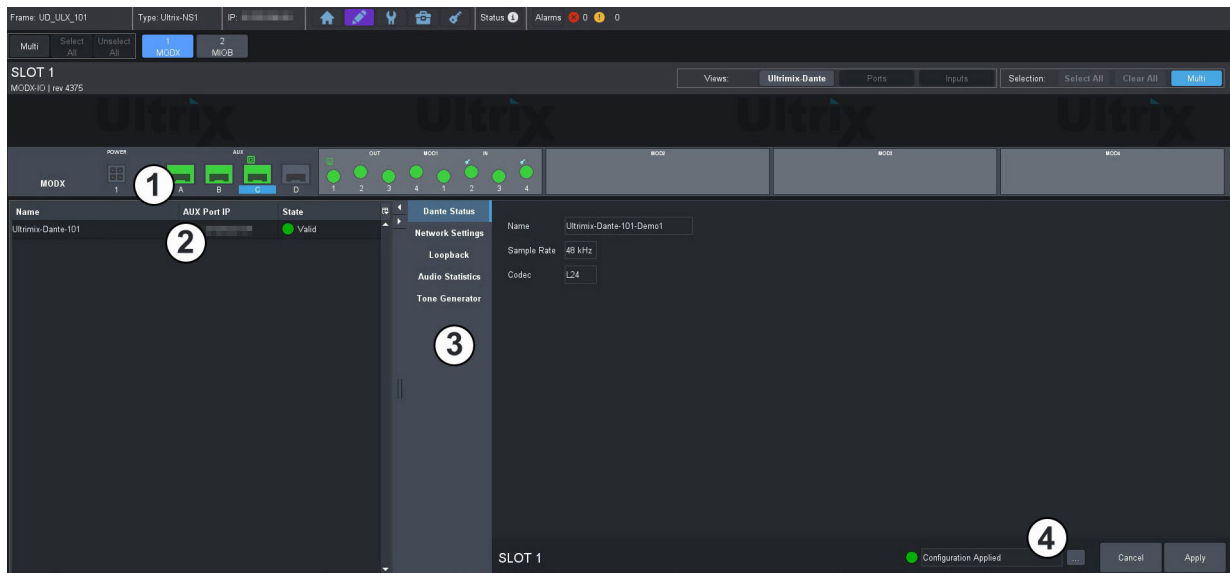 Frame: UD_ULX_101 Type: Ultrix-NS1 IP: Status Alarms 0 0
Multi Select All Unselect All 1 MODX 2 MIOB
SLOT 1
MODX-IO | rev 4375
Views: Ultrimix-Dante Ports Inputs Selection: Select All Clear All Multi
Ultrix Ultrix Ultrix Ultrix
POWER AUX OUT MOD1 IN MOD2 MOD3 MOD4
MODX 1 1 A B C D 1 2 3 4 1 2 3 4
Name AUX Port IP State
Ultrimix-Dante-101 2 Valid
Dante Status
Network Settings
Loopback
Audio Statistics
Tone Generator
3
Name Ultrimix-Dante-101-Demo1
Sample Rate 48 kHz
Codec L24
4
SLOT 1 Configuration Applied ... Cancel Apply